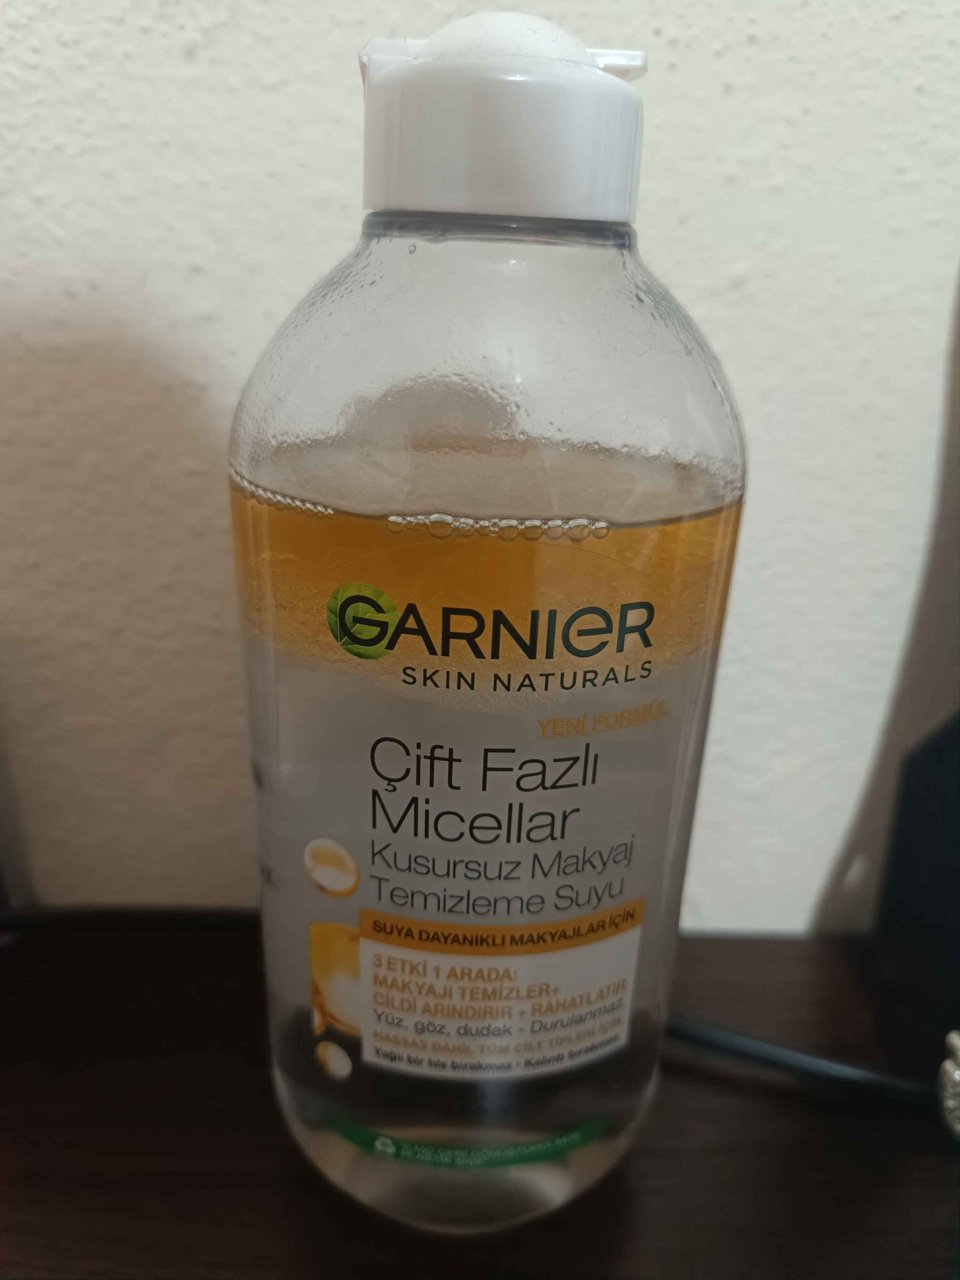 GARNIER
SKIN NATURALS
YENİ FORMÜL
Çift Fazlı
Micellar
Kusursuz Makyaj
Temizleme Suyu
SUYA DAYANIKLI MAKYAJLAR İÇİN
3 ETKİ 1 ARADA:
MAKYAJI TEMİZLER+
CİLDİ ARINDIRIR + RAHATLATIR
Yüz, göz, dudak - Durulanmaz
HASSAS DAHİL TÜM CİLT TİPLERİ İÇİN
Yağlı bir his bırakmaz - Kalıntı bırakmaz